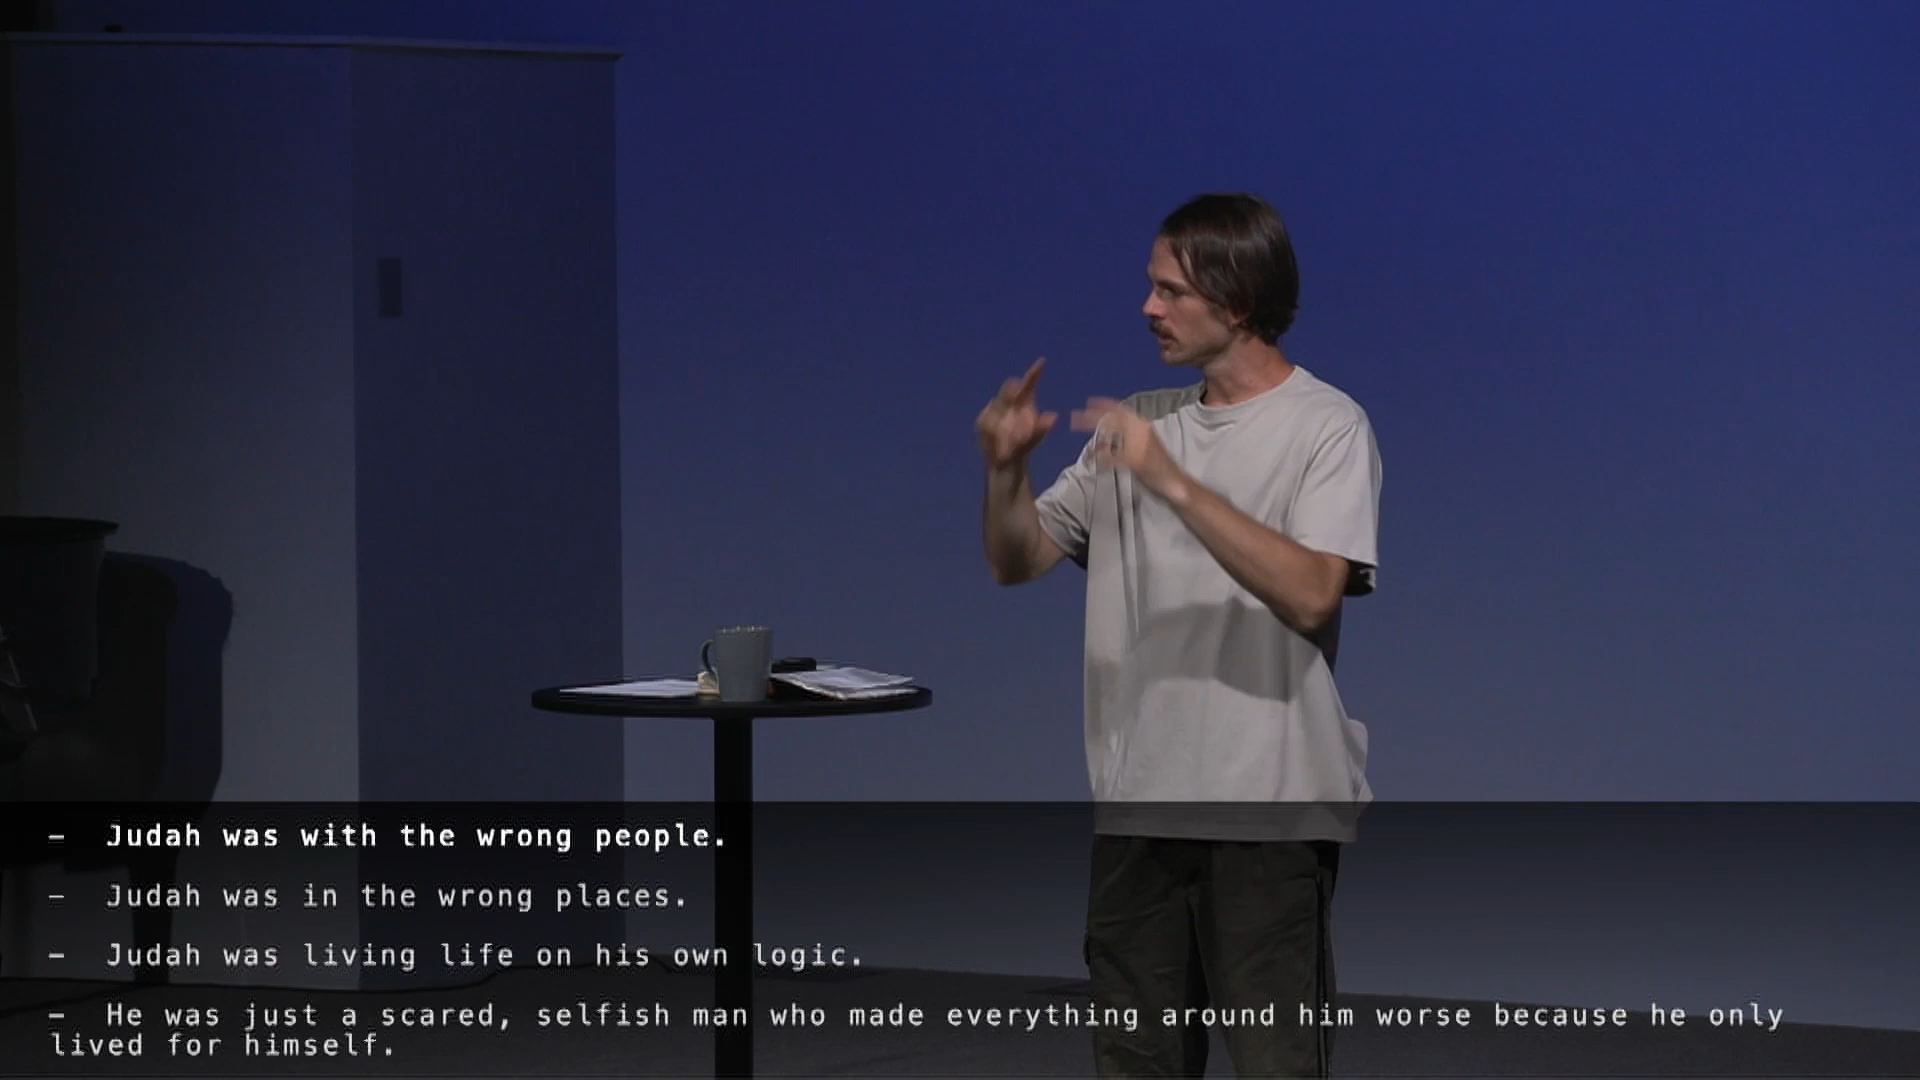 – Judah was with the wrong people.
– Judah was in the wrong places.
– Judah was living life on his own logic.
– He was just a scared, selfish man who made everything around him worse because he only
lived for himself.